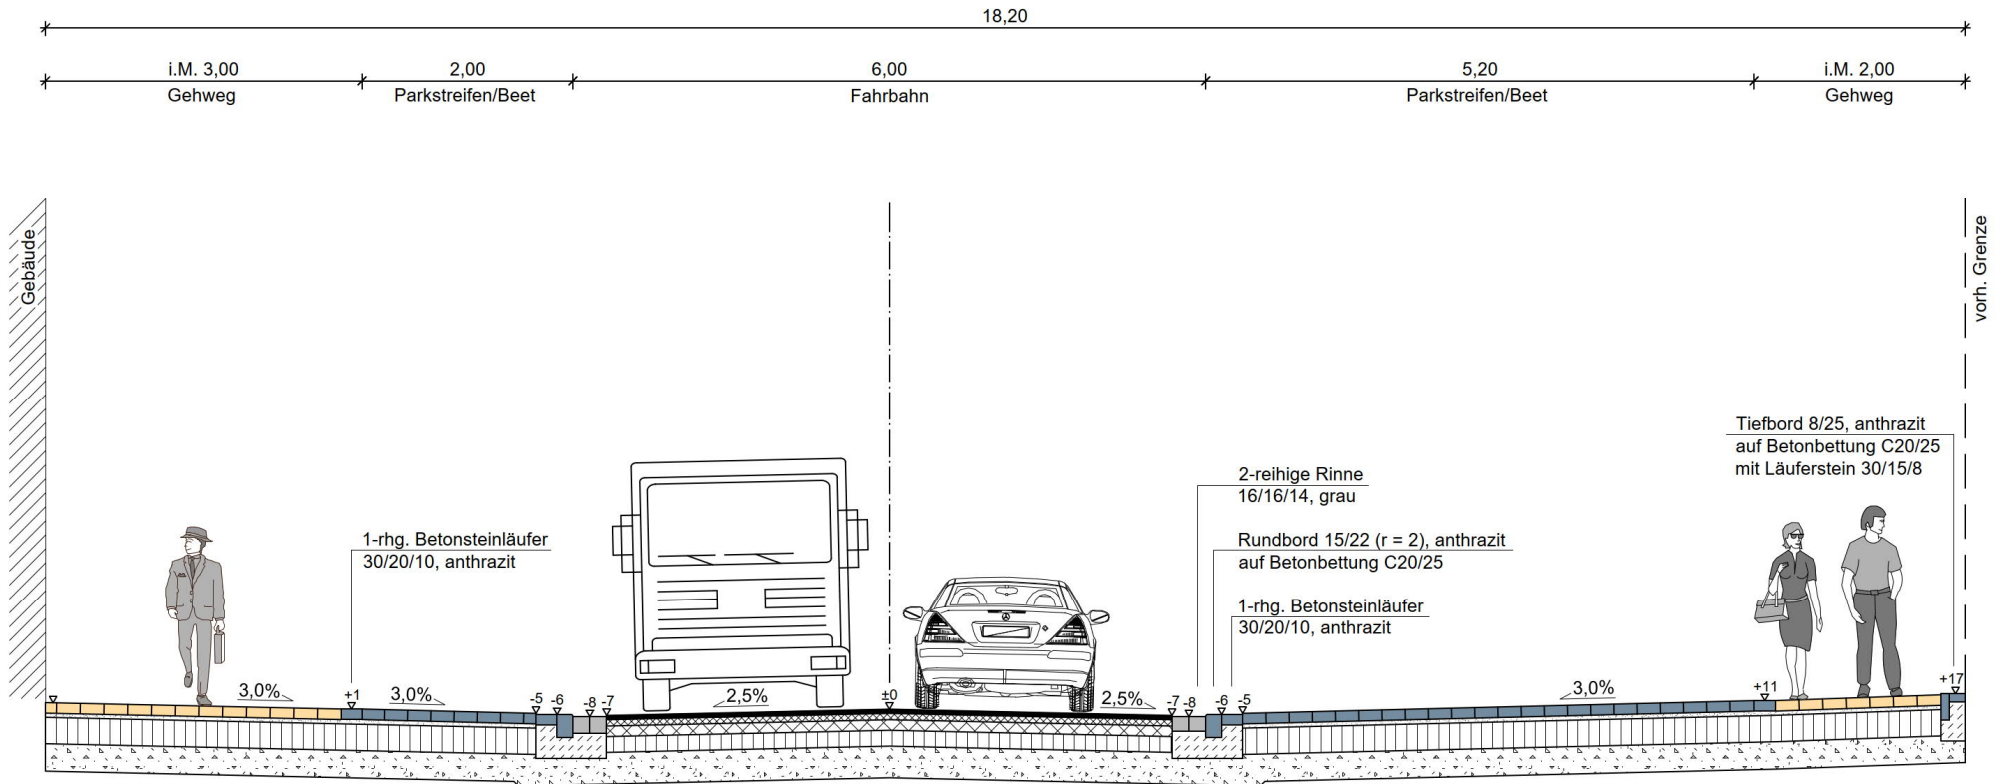 18,20
i.M. 3,00
2,00
6,00
5,20
i.M. 2,00
Gehweg
Parkstreifen/Beet
Fahrbahn
Parkstreifen/Beet
Gehweg
Gebäude
vorh. Grenze
Tiefbord 8/25, anthrazit
auf Betonbettung C20/25
mit Läuferstein 30/15/8
2-reihige Rinne
16/16/14, grau
1-rhg. Betonsteinläufer
30/20/10, anthrazit
Rundbord 15/22 (r = 2), anthrazit
auf Betonbettung C20/25
1-rhg. Betonsteinläufer
30/20/10, anthrazit
3,0%
+1
3,0%
-5
-6
-8
-7
2,5%
±0
2,5%
-7
-8
-6
-5
3,0%
+11
+17